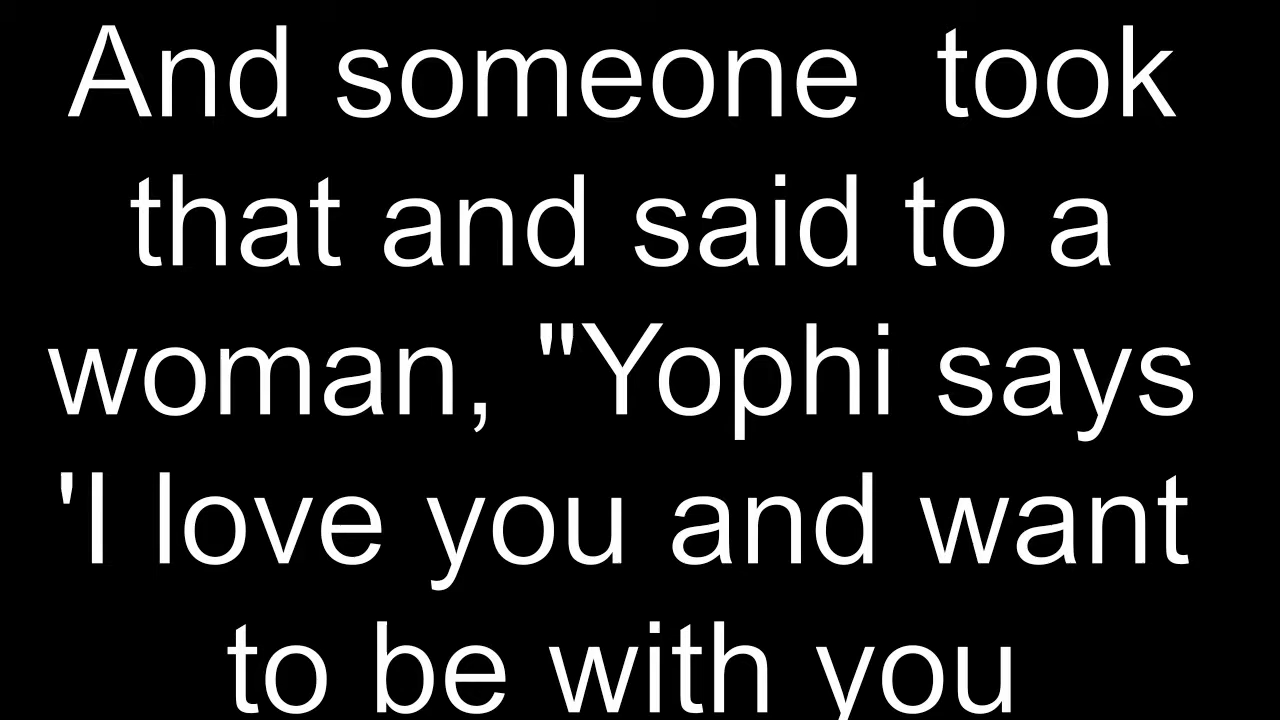 And someone  took
that and said to a
woman, "Yophi says
'I love you and want
to be with you